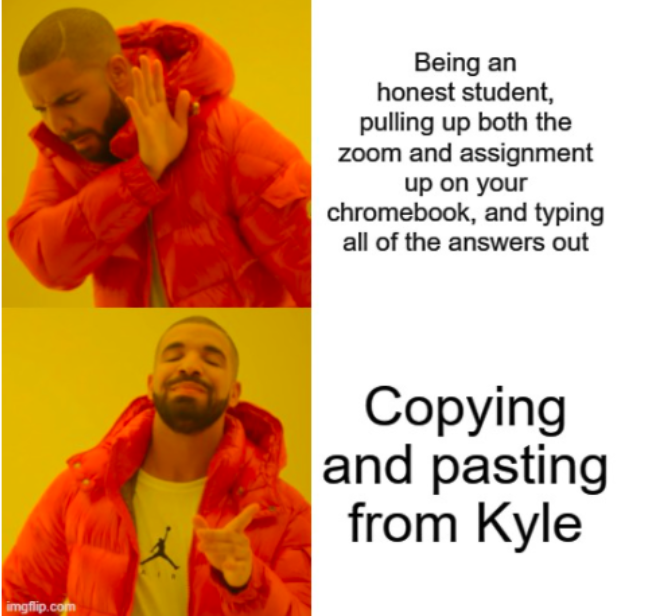 Being an
honest student,
pulling up both the
zoom and assignment
up on your
chromebook, and typing
all of the answers out
Copying
and pasting
from Kyle
imgflip.com